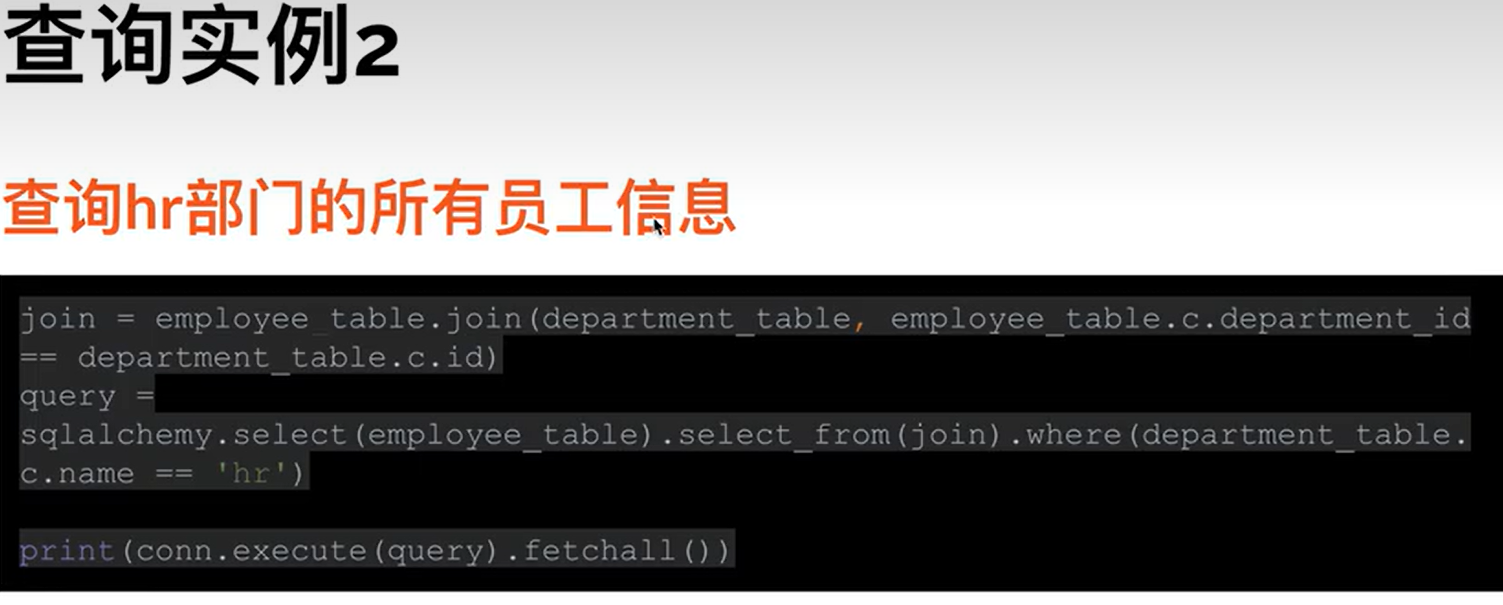 查询实例2
查询hr部门的所有员工信息
join = employee_table.join(department_table, employee_table.c.department_id
== department_table.c.id)
query =
sqlalchemy.select(employee_table).select_from(join).where(department_table.
c.name == 'hr')
print(conn.execute(query).fetchall())